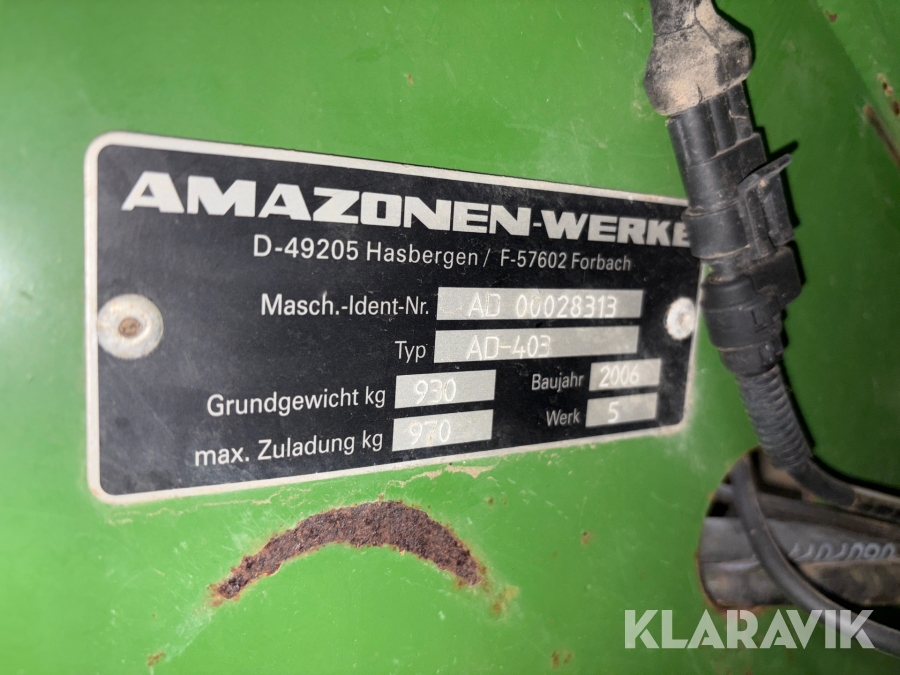 AMAZONEN-WERKE
D-49205 Hasbergen / F-57602 Forbach
Masch.-Ident-Nr. AD 00028313
Typ AD-403
Grundgewicht kg 930 Baujahr 2006
max. Zuladung kg 970 Werk 5
KLARAVIK